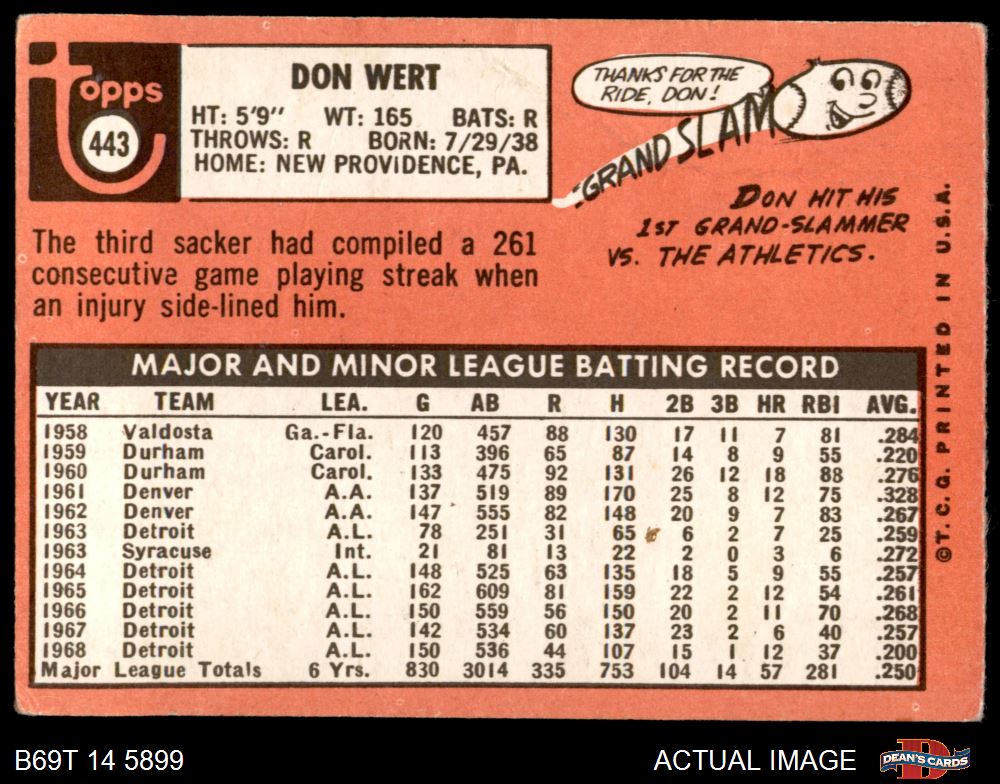 Topps
443
DON WERT
HT: 5'9" WT: 165 BATS: R
THROWS: R BORN: 7/29/38
HOME: NEW PROVIDENCE, PA.
THANKS FOR THE
RIDE, DON!
GRAND SLAM
DON HIT HIS
1ST GRAND-SLAMMER
VS. THE ATHLETICS.
The third sacker had compiled a 261
consecutive game playing streak when
an injury side-lined him.
MAJOR AND MINOR LEAGUE BATTING RECORD
YEAR TEAM LEA. G AB R H 2B 3B HR RBI AVG.
1958 Valdosta Ga.-Fla. 120 457 88 130 17 11 7 81 .284
1959 Durham Carol. 113 396 65 87 14 8 9 55 .220
1960 Durham Carol. 133 475 92 131 26 12 18 88 .276
1961 Denver A.A. 137 519 89 170 25 8 12 75 .328
1962 Denver A.A. 147 555 82 148 20 9 7 83 .267
1963 Detroit A.L. 78 251 31 65 6 2 7 25 .259
1963 Syracuse Int. 21 81 13 22 2 0 3 6 .272
1964 Detroit A.L. 148 525 63 135 18 5 9 55 .257
1965 Detroit A.L. 162 609 81 159 22 2 12 54 .261
1966 Detroit A.L. 150 559 56 150 20 2 11 70 .268
1967 Detroit A.L. 142 534 60 137 23 2 6 40 .257
1968 Detroit A.L. 150 536 44 107 15 1 12 37 .200
Major League Totals 6 Yrs. 830 3014 335 753 104 14 57 281 .250
©T. C. G. PRINTED IN U.S.A.
B69T 14 5899
ACTUAL IMAGE
DEAN'S CARDS